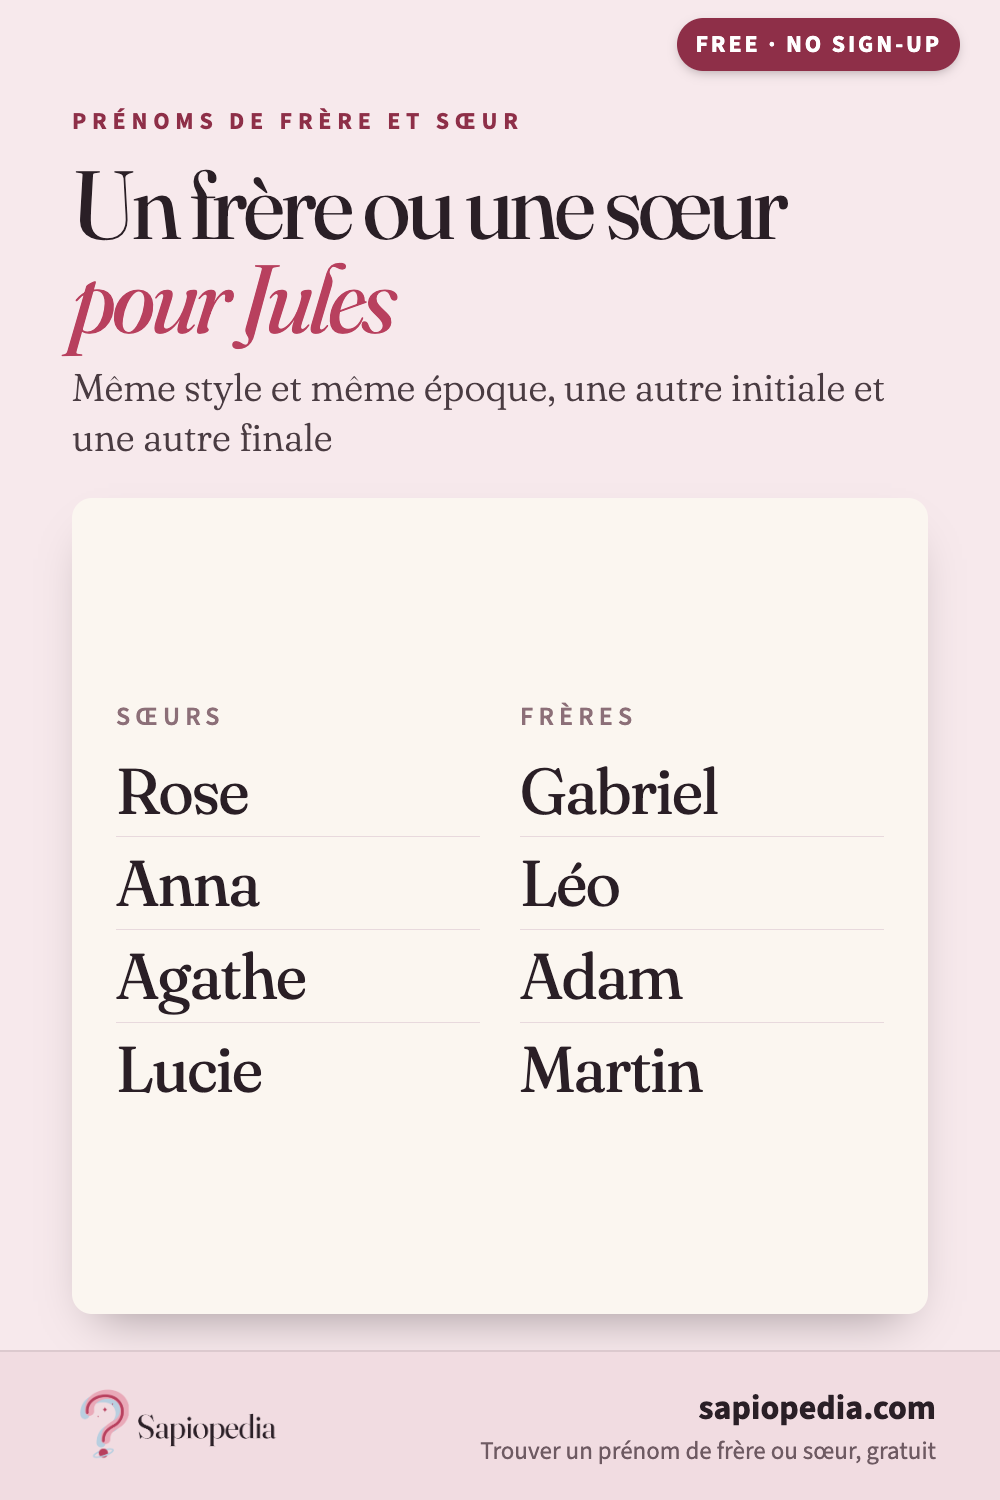 FREE · NO SIGN-UP
PRÉNOMS DE FRÈRE ET SŒUR
Un frère ou une sœur
pour Jules
Même style et même époque, une autre initiale et
une autre finale
SŒURS
Rose
Anna
Agathe
Lucie
FRÈRES
Gabriel
Léo
Adam
Martin
Sapiopedia
sapiopedia.com
Trouver un prénom de frère ou sœur, gratuit